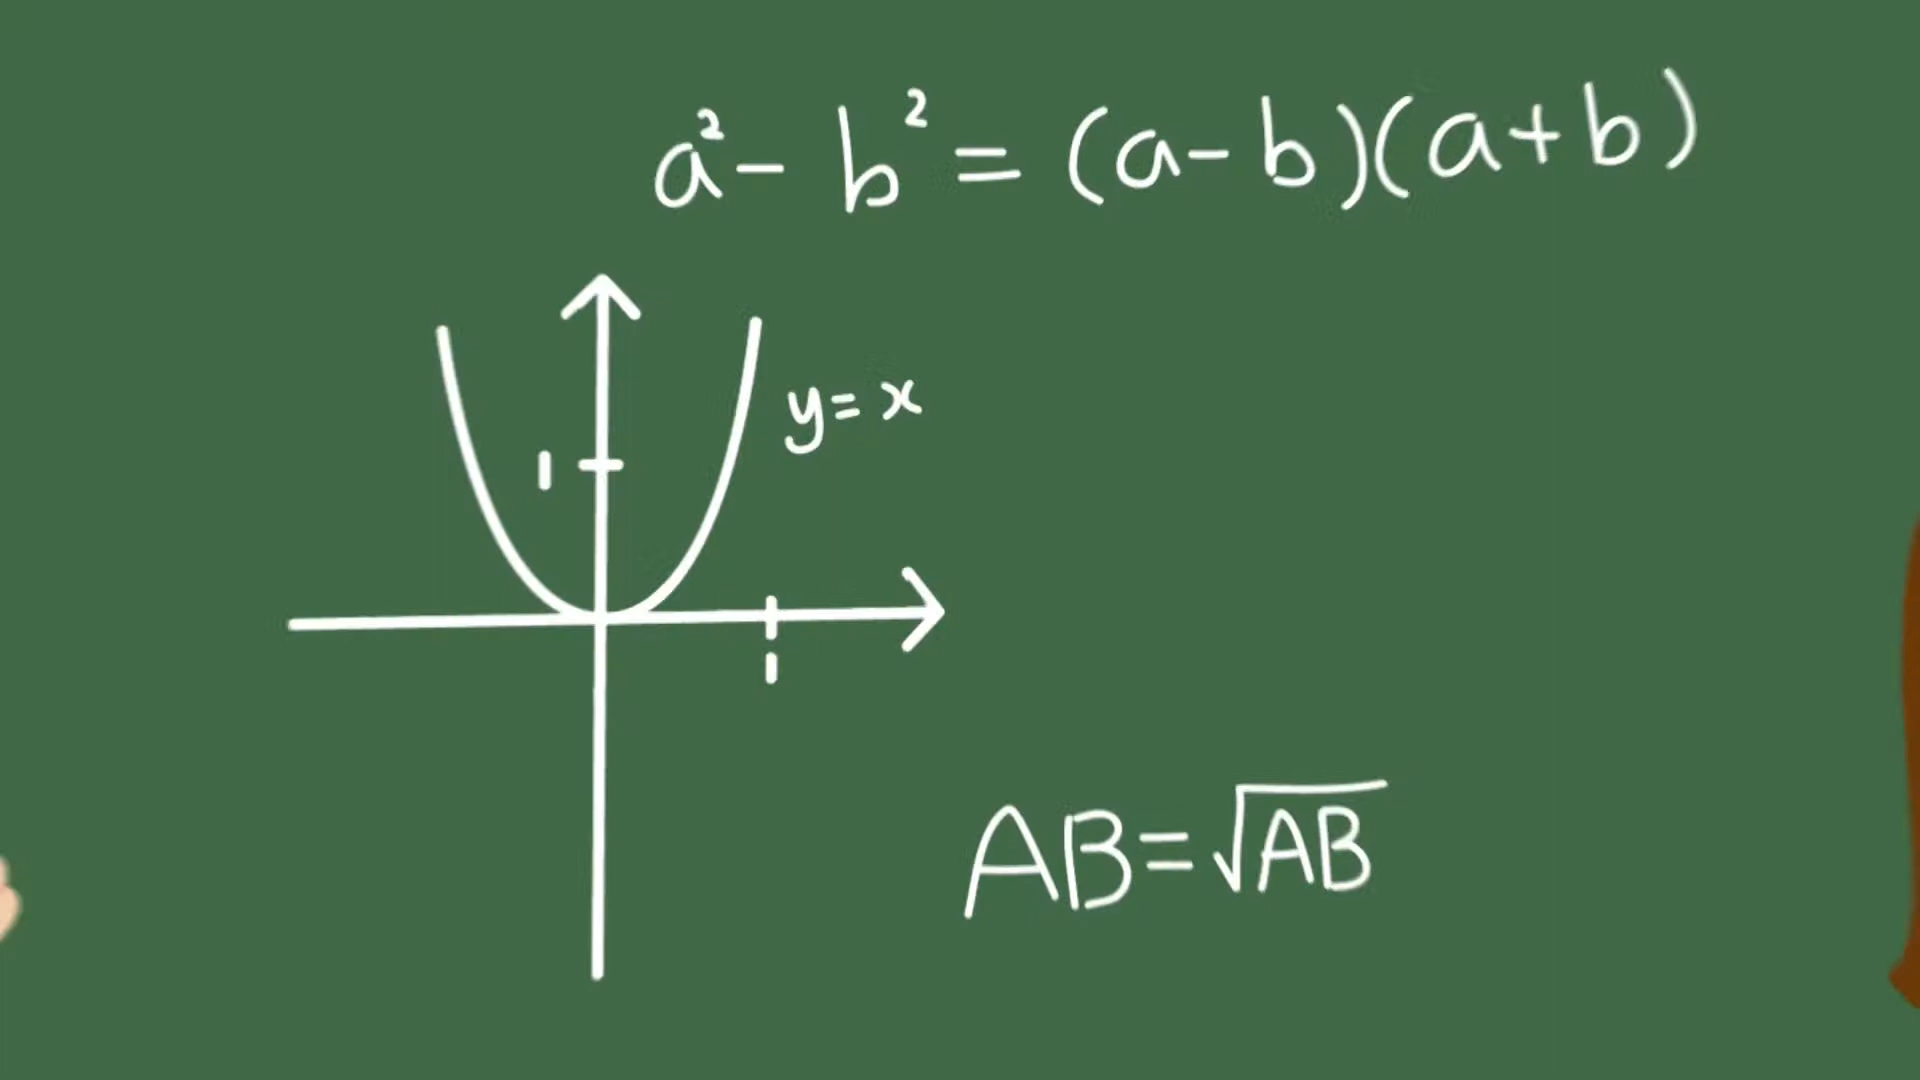 a² - b² = (a-b)(a+b)
y = x
1
1
AB = √AB